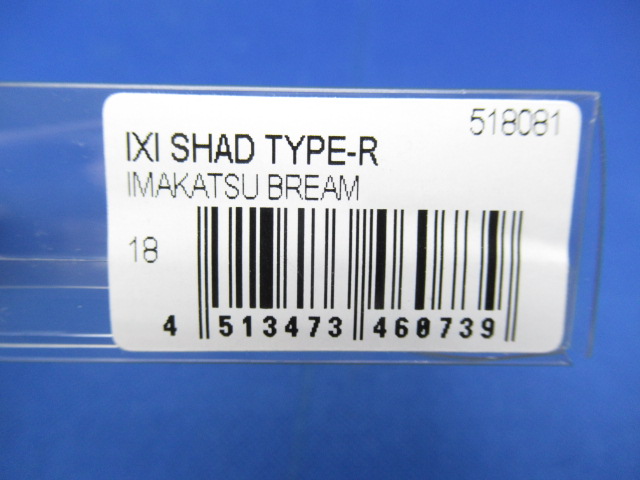 518081
IXI SHAD TYPE-R
IMAKATSU BREAM
18
4 513473 460739